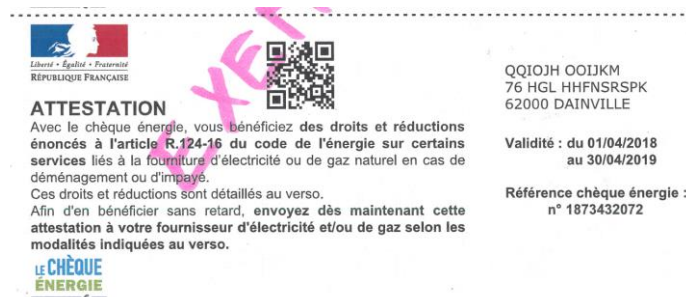 Liberté • Égalité • Fraternité
RÉPUBLIQUE FRANÇAISE
ATTESTATION
Avec le chèque énergie, vous bénéficiez des droits et réductions
énoncés à l'article R.124-16 du code de l'énergie sur certains
services liés à la fourniture d'électricité ou de gaz naturel en cas de
déménagement ou d'impayé.
Ces droits et réductions sont détaillés au verso.
Afin d'en bénéficier sans retard, envoyez dès maintenant cette
attestation à votre fournisseur d'électricité et/ou de gaz selon les
modalités indiquées au verso.
LE CHÈQUE
ÉNERGIE
QQIOJH OOIJKM
76 HGL HHFNSRSPK
62000 DAINVILLE
Validité : du 01/04/2018
au 30/04/2019
Référence chèque énergie :
n° 1873432072